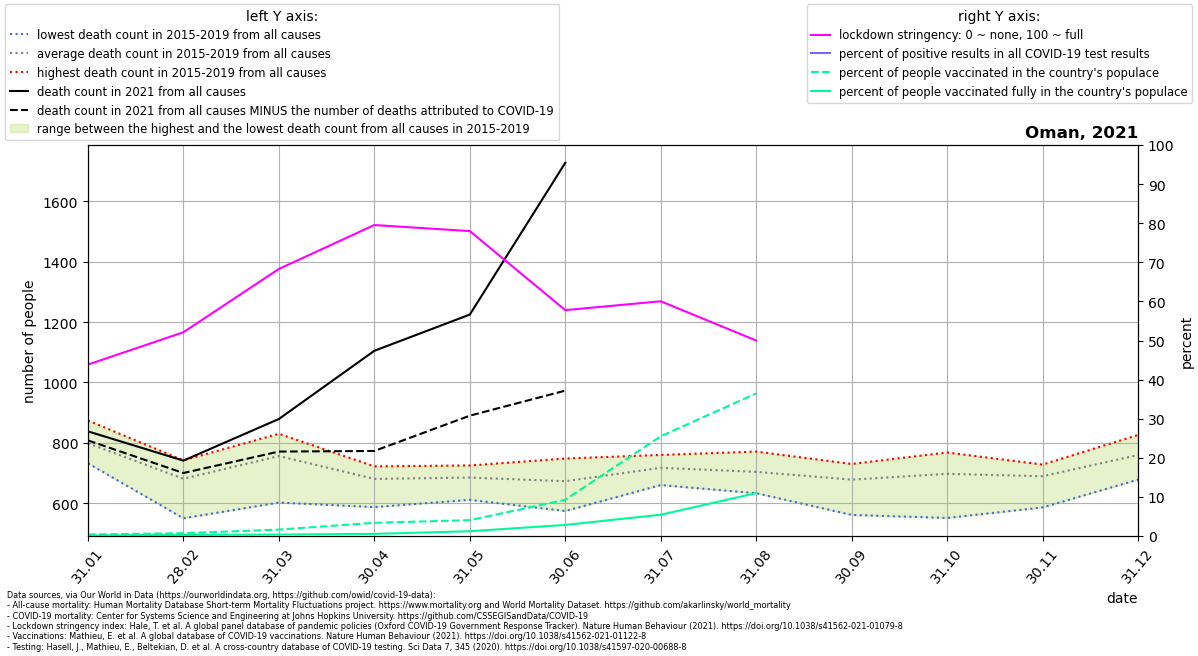 left Y axis:
lowest death count in 2015-2019 from all causes
average death count in 2015-2019 from all causes
highest death count in 2015-2019 from all causes
death count in 2021 from all causes
death count in 2021 from all causes MINUS the number of deaths attributed to COVID-19
range between the highest and the lowest death count from all causes in 2015-2019
right Y axis:
lockdown stringency: 0 ~ none, 100 ~ full
percent of positive results in all COVID-19 test results
percent of people vaccinated in the country's populace
percent of people vaccinated fully in the country's populace
Oman, 2021
number of people
1600
1400
1200
1000
800
600
100
90
80
70
60
50
40
30
20
10
0
percent
31.01
28.02
31.03
30.04
31.05
30.06
31.07
31.08
30.09
31.10
30.11
31.12
date
Data sources, via Our World in Data (https://ourworldindata.org, https://github.com/owid/covid-19-data):
- All-cause mortality: Human Mortality Database Short-term Mortality Fluctuations project. https://www.mortality.org and World Mortality Dataset. https://github.com/akarlinsky/world_mortality
- COVID-19 mortality: Center for Systems Science and Engineering at Johns Hopkins University. https://github.com/CSSEGISandData/COVID-19
- Lockdown stringency index: Hale, T. et al. A global panel database of pandemic policies (Oxford COVID-19 Government Response Tracker). Nature Human Behaviour (2021). https://doi.org/10.1038/s41562-021-01079-8
- Vaccinations: Mathieu, E. et al. A global database of COVID-19 vaccinations. Nature Human Behaviour (2021). https://doi.org/10.1038/s41562-021-01122-8
- Testing: Hasell, J., Mathieu, E., Beltekian, D. et al. A cross-country database of COVID-19 testing. Sci Data 7, 345 (2020). https://doi.org/10.1038/s41597-020-00688-8